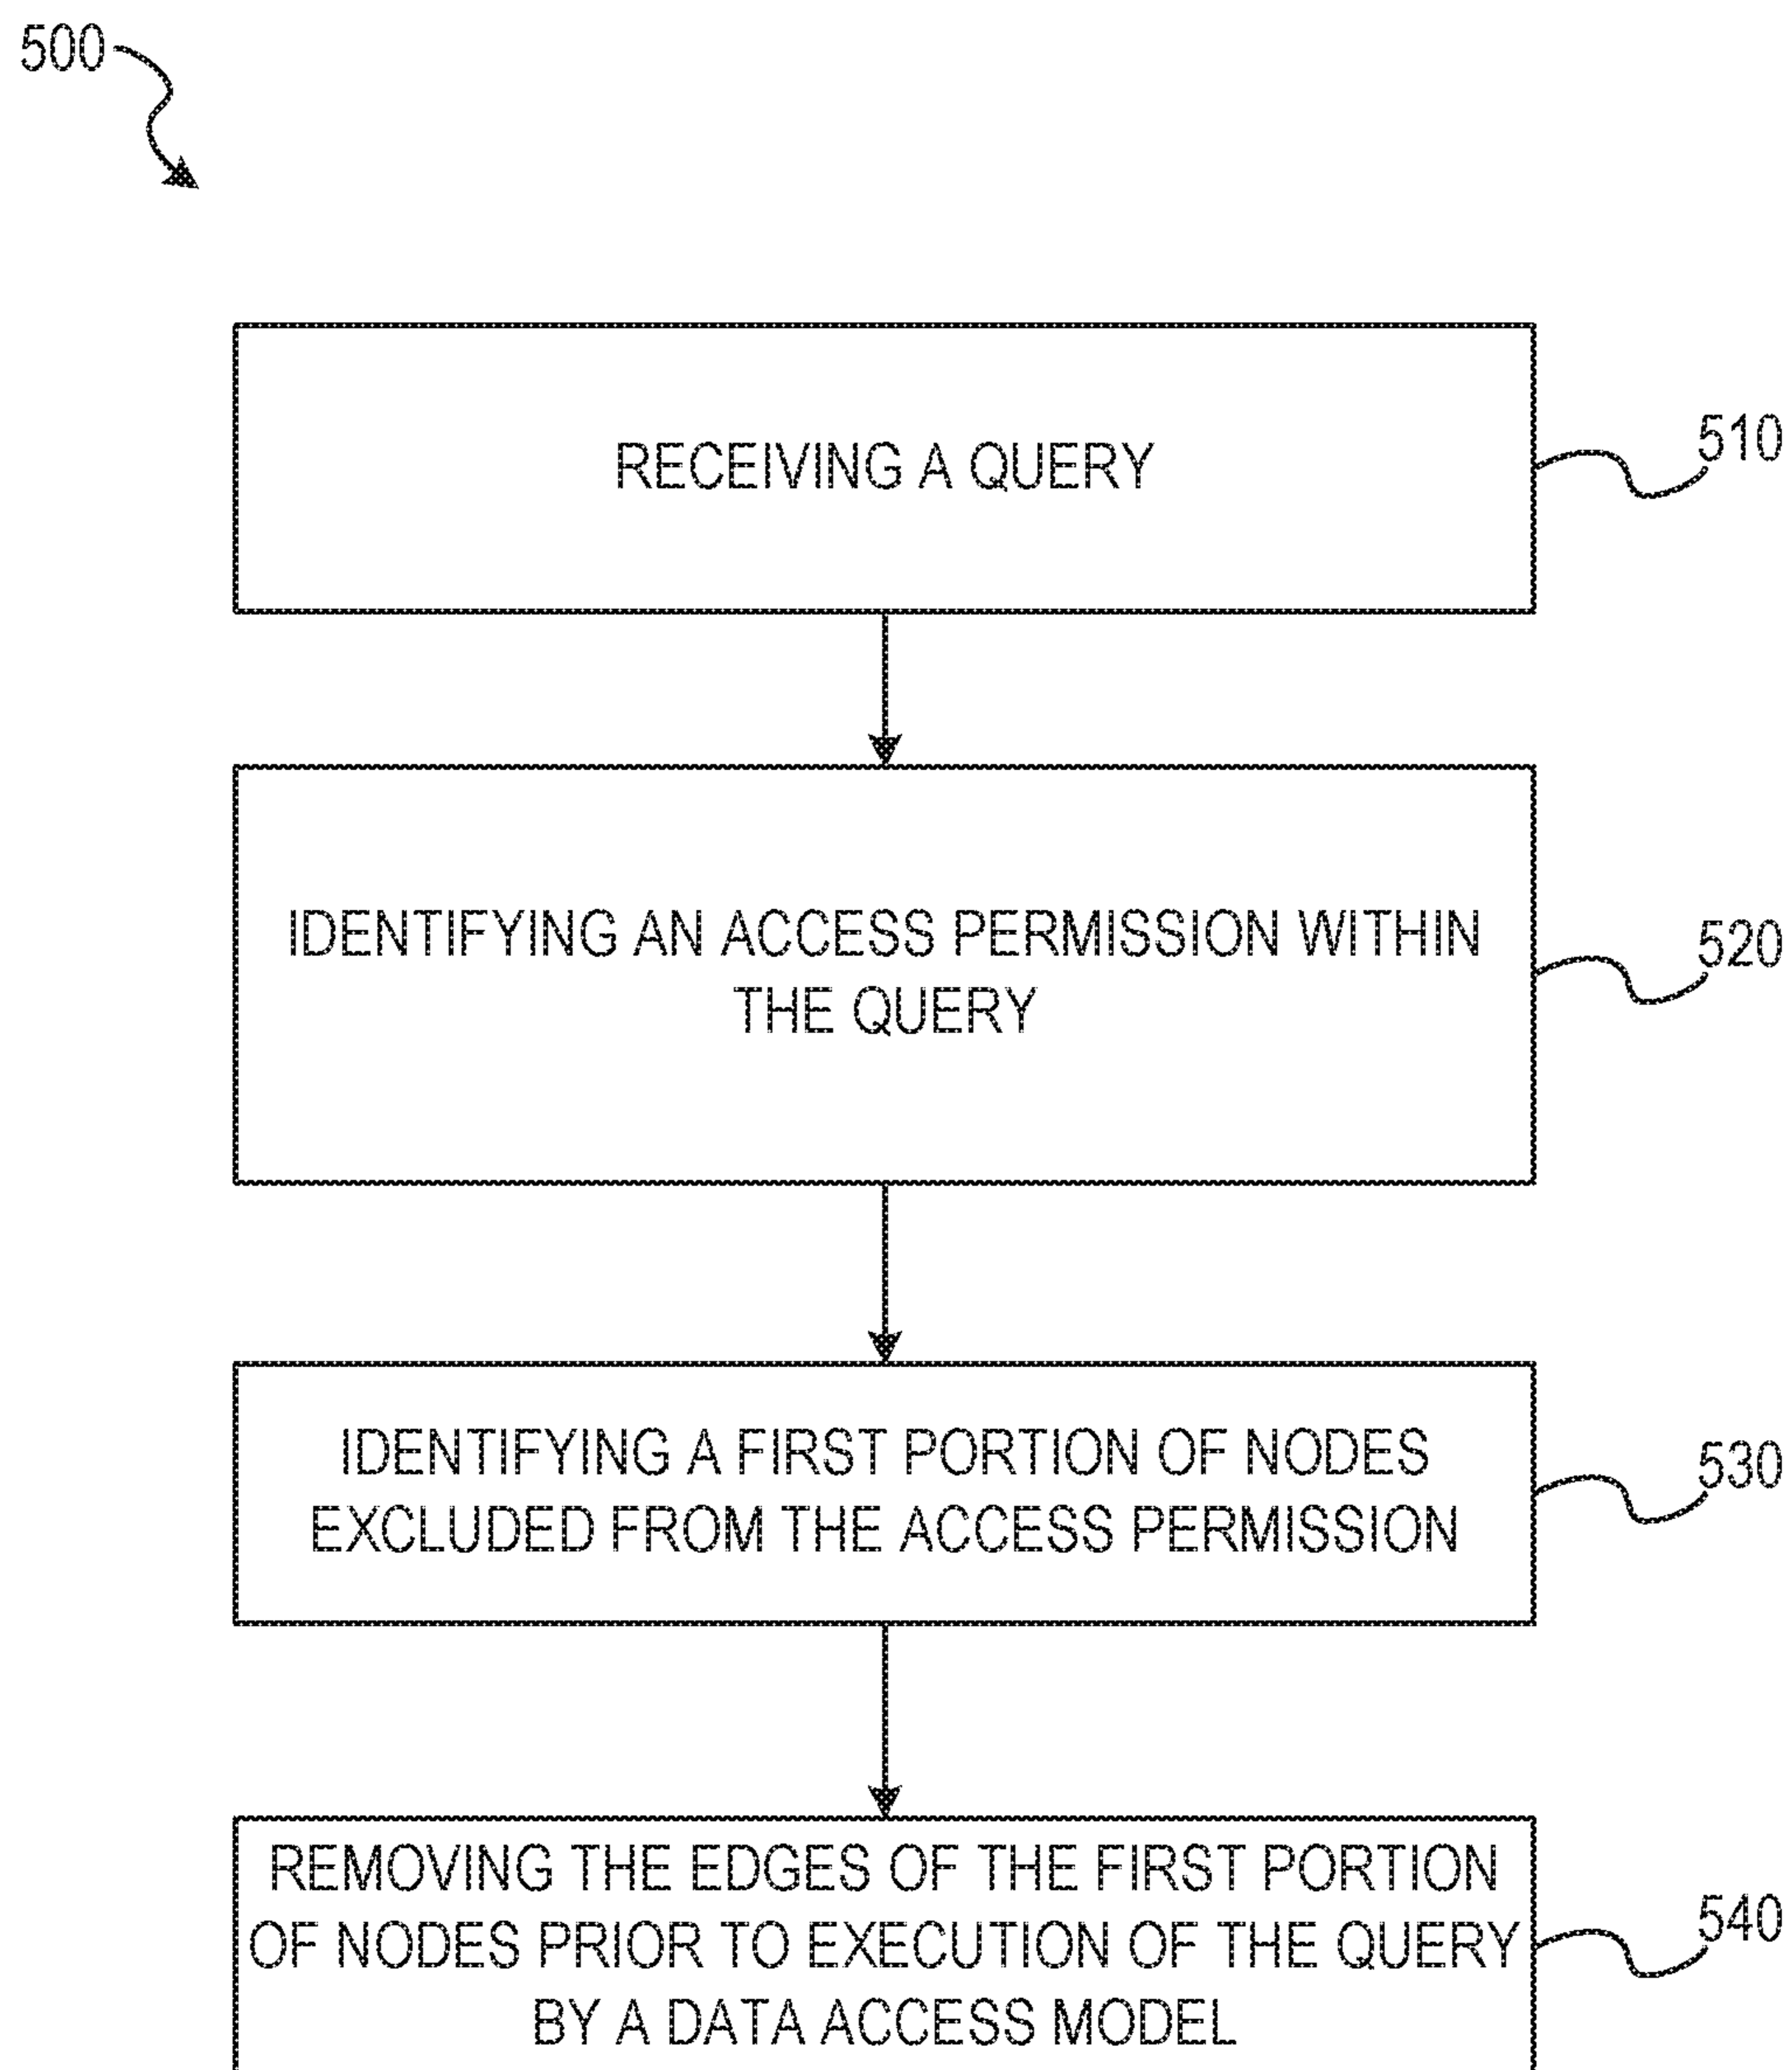 500
RECEIVING A QUERY
510
IDENTIFYING AN ACCESS PERMISSION WITHIN
THE QUERY
520
IDENTIFYING A FIRST PORTION OF NODES
EXCLUDED FROM THE ACCESS PERMISSION
530
REMOVING THE EDGES OF THE FIRST PORTION
OF NODES PRIOR TO EXECUTION OF THE QUERY
BY A DATA ACCESS MODEL
540